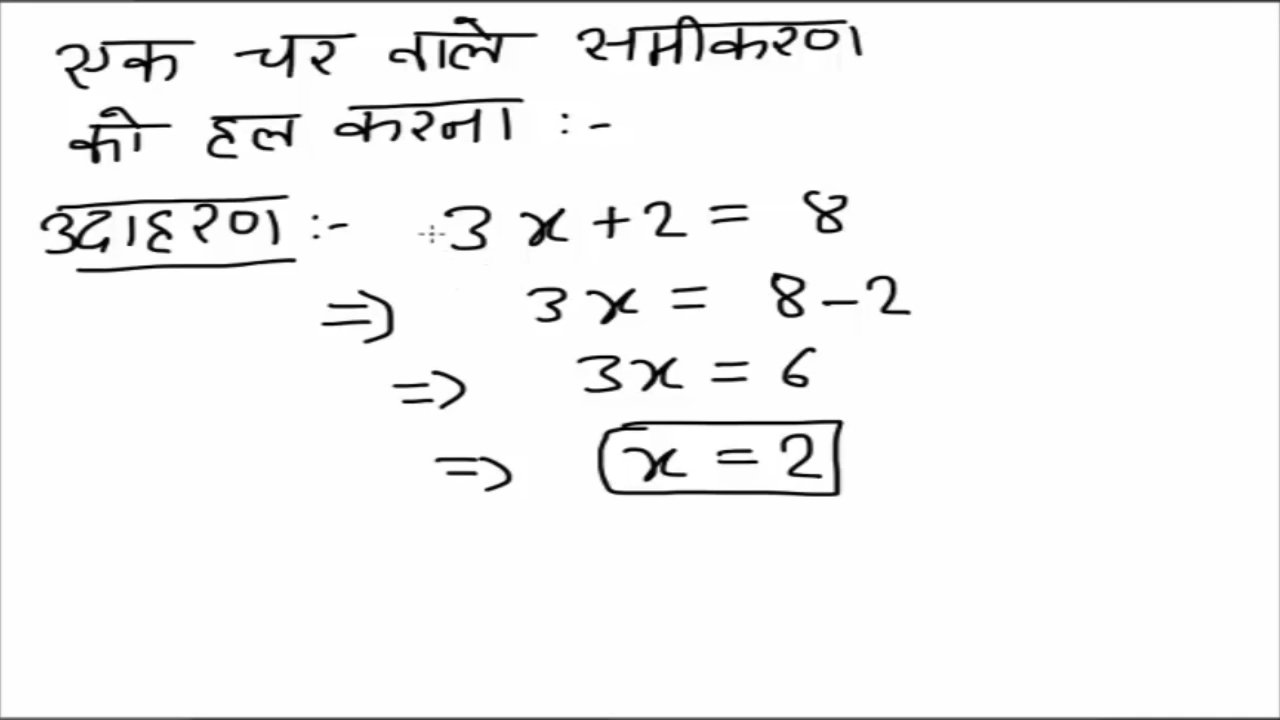 एक चर वाले समीकरण
को हल करना :-
उदाहरण :- 3x + 2 = 8
=> 3x = 8 - 2
=> 3x = 6
=> x = 2